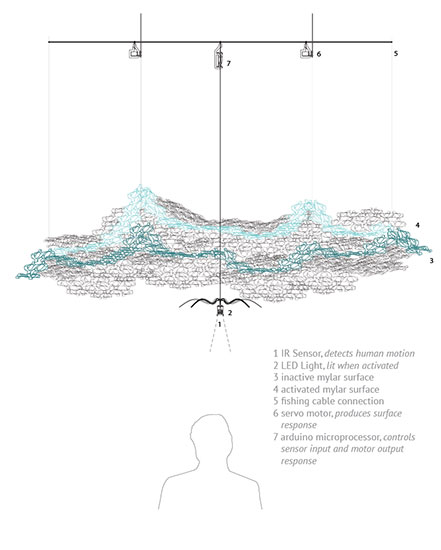 6
5
7
4
3
2
1
1 IR Sensor, detects human motion
2 LED Light, lit when activated
3 inactive mylar surface
4 activated mylar surface
5 fishing cable connection
6 servo motor, produces surface
response
7 arduino microprocessor, controls
sensor input and motor output
response